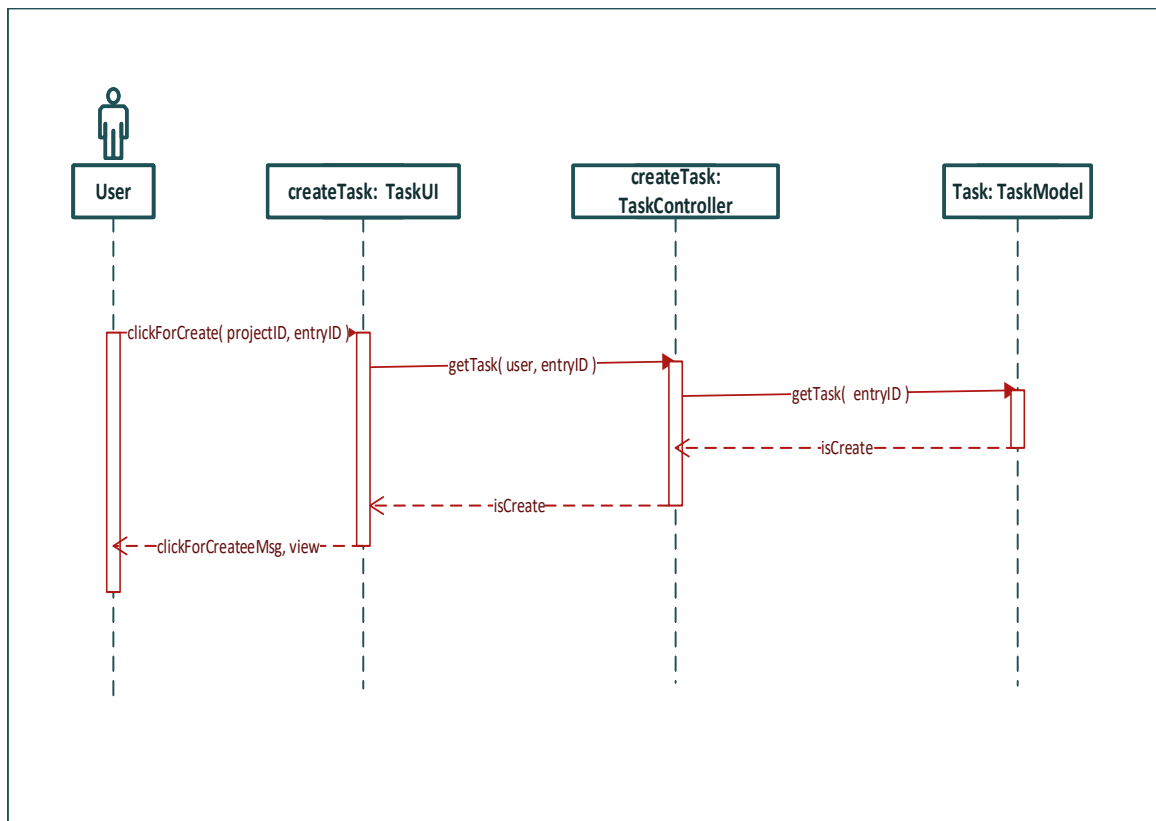 User
createTask: TaskUI
createTask:
TaskController
Task: TaskModel
clickForCreate( projectID, entryID )
getTask( user, entryID )
getTask( entryID )
isCreate
isCreate
clickForCreateeMsg, view